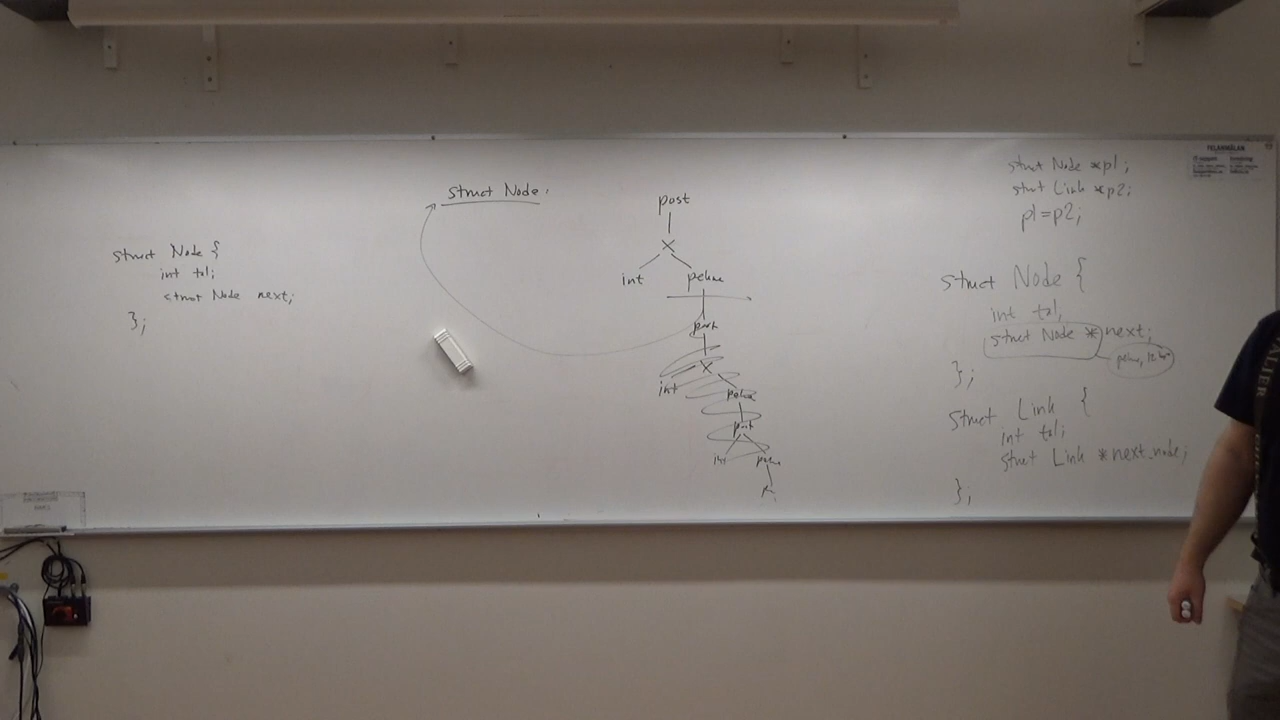 struct Node {
int tal;
struct Node next;
};
struct Node.
post
X
int pekare
post
X
int pekare
post
int pekare
struct Node *p1;
struct Link *p2;
p1=p2;
struct Node {
int tal;
struct Node *next;
pekare,
};
struct Link {
int tal;
struct Link *next_node;
};
FELANMÄLAN